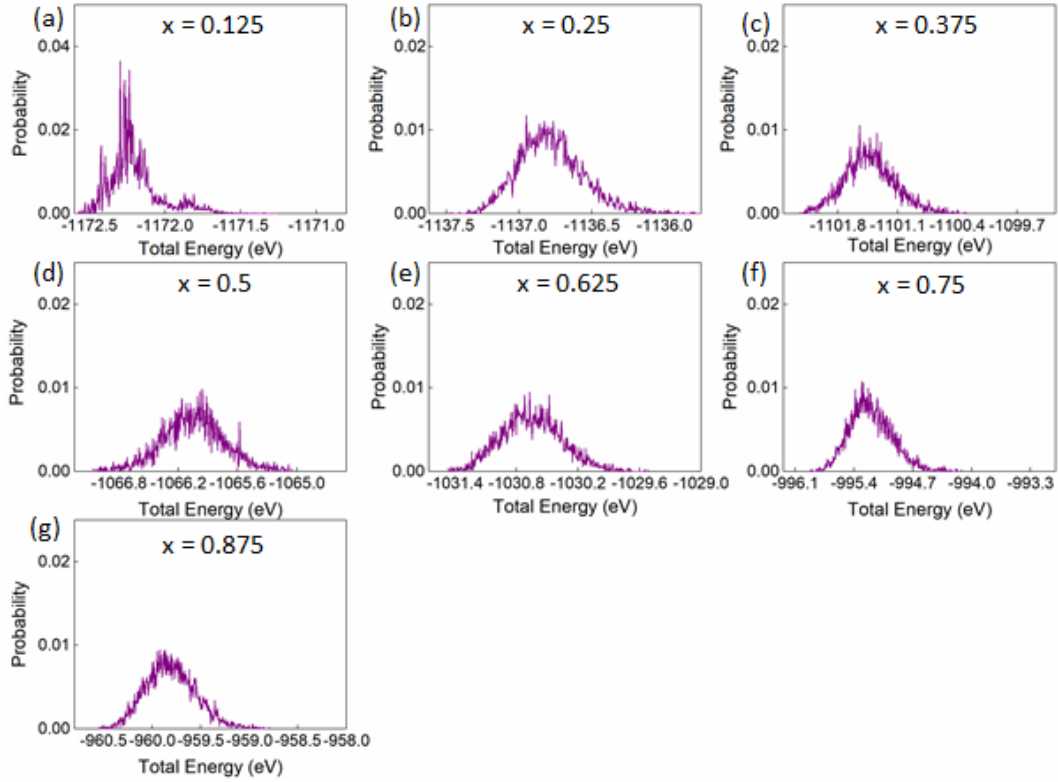 (a) x = 0.125
0.04
0.02
0.00
Probability
-1172.5 -1172.0 -1171.5 -1171.0
Total Energy (eV)
(b) x = 0.25
0.02
0.01
0.00
Probability
-1137.5 -1137.0 -1136.5 -1136.0
Total Energy (eV)
(c) x = 0.375
0.02
0.01
0.00
Probability
-1101.8 -1101.1 -1100.4 -1099.7
Total Energy (eV)
(d) x = 0.5
0.02
0.01
0.00
Probability
-1066.8 -1066.2 -1065.6 -1065.0
Total Energy (eV)
(e) x = 0.625
0.02
0.01
0.00
Probability
-1031.4 -1030.8 -1030.2 -1029.6 -1029.0
Total Energy (eV)
(f) x = 0.75
0.02
0.01
0.00
Probability
-996.1 -995.4 -994.7 -994.0 -993.3
Total Energy (eV)
(g) x = 0.875
0.02
0.01
0.00
Probability
-960.5 -960.0 -959.5 -959.0 -958.5 -958.0
Total Energy (eV)